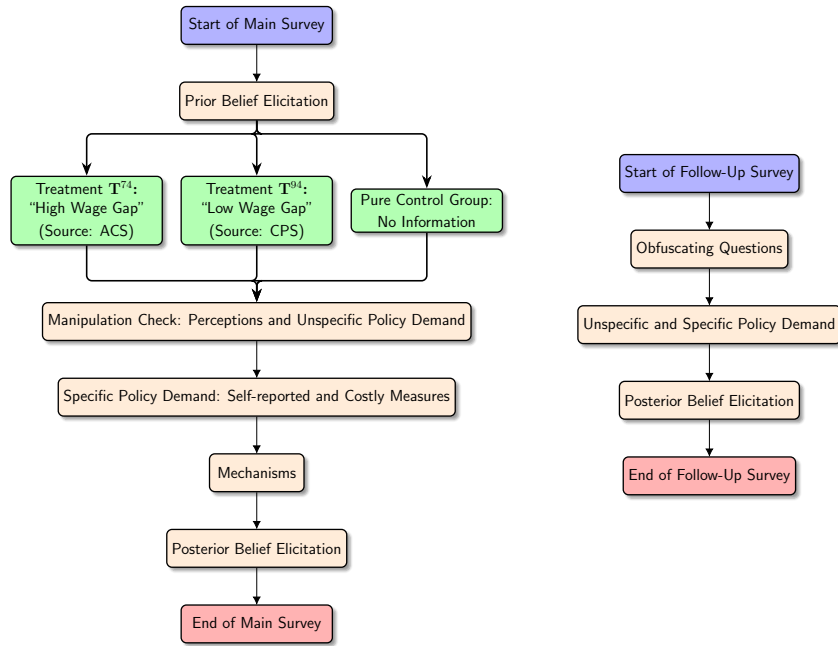 Start of Main Survey
Prior Belief Elicitation
Treatment T^74:
“High Wage Gap”
(Source: ACS)
Treatment T^94:
“Low Wage Gap”
(Source: CPS)
Pure Control Group:
No Information
Manipulation Check: Perceptions and Unspecific Policy Demand
Specific Policy Demand: Self-reported and Costly Measures
Mechanisms
Posterior Belief Elicitation
End of Main Survey
Start of Follow-Up Survey
Obfuscating Questions
Unspecific and Specific Policy Demand
Posterior Belief Elicitation
End of Follow-Up Survey